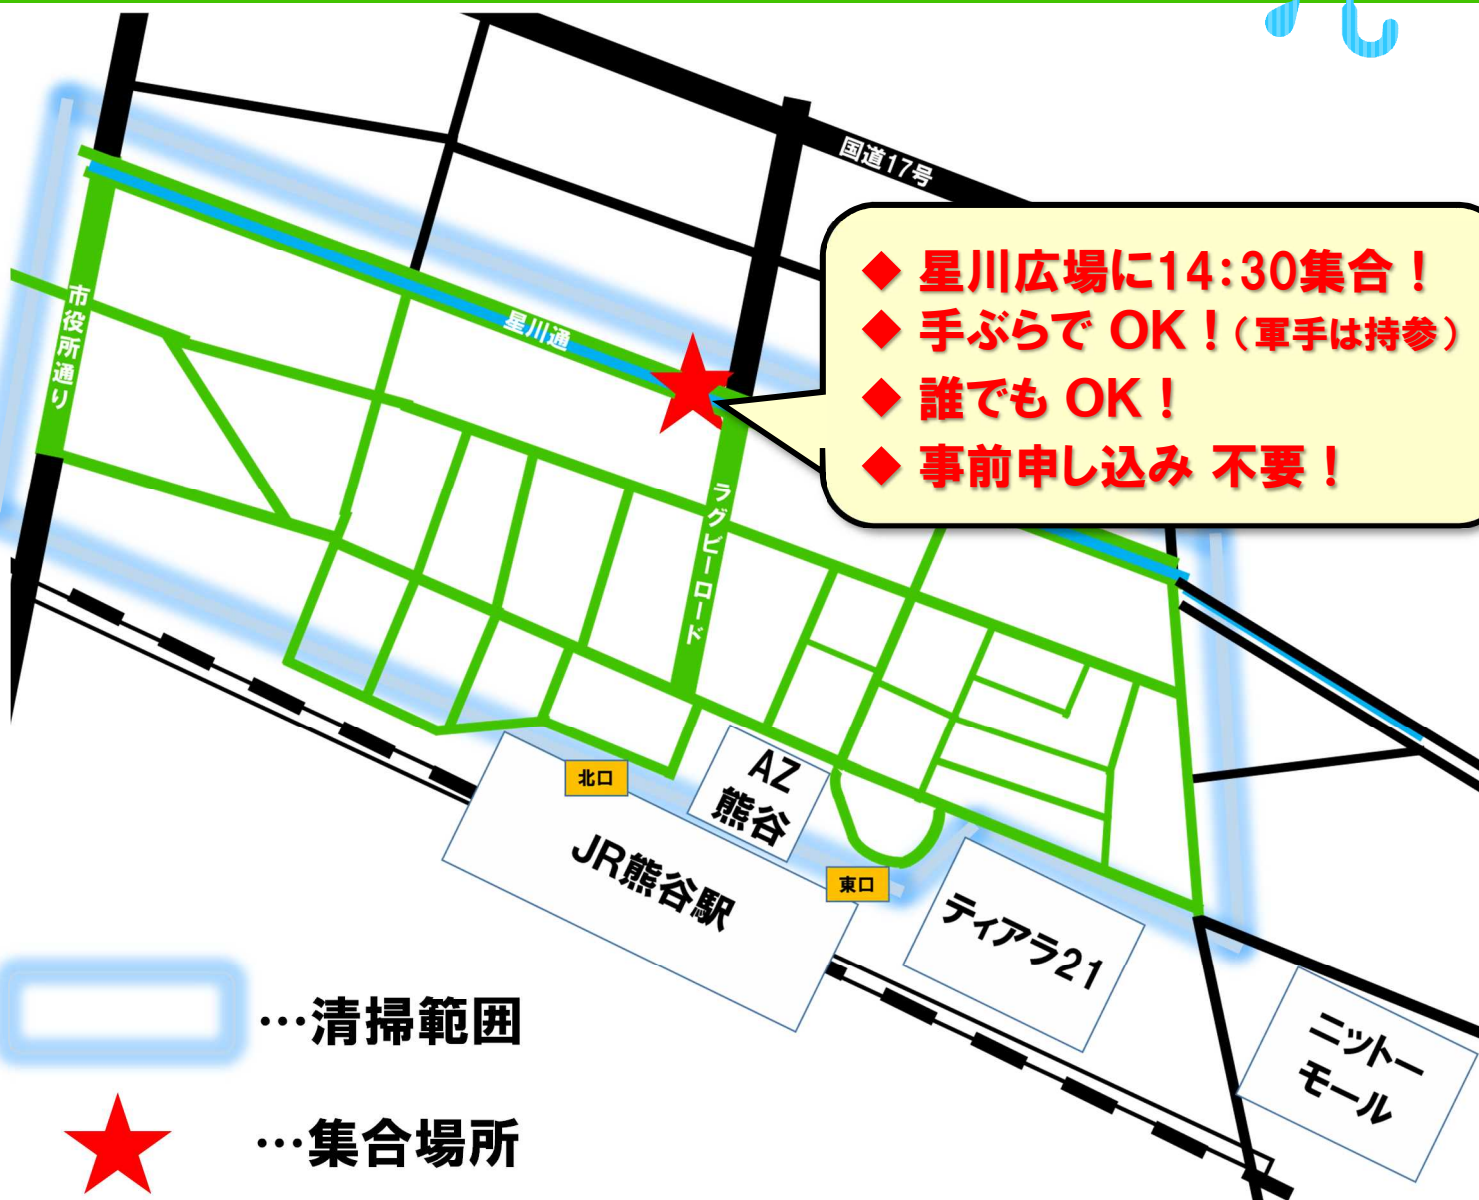 国道17号
◆ 星川広場に14:30集合！
◆ 手ぶらで OK！（軍手は持参）
◆ 誰でも OK！
◆ 事前申し込み 不要！
市役所通り
星川通
ラグビーロード
北口
AZ
熊谷
JR熊谷駅
東口
ティアラ21
ニットー
モール
…清掃範囲
…集合場所